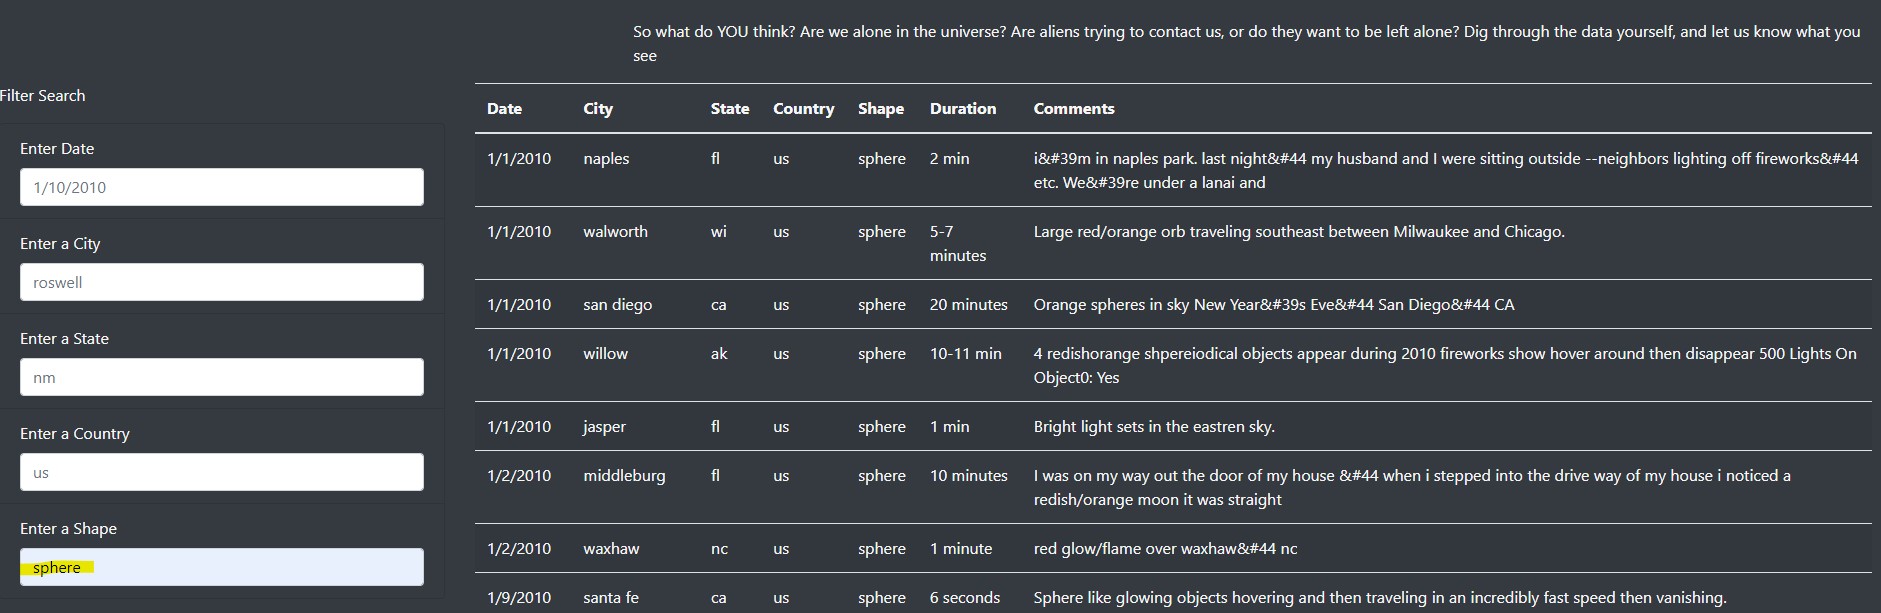 So what do YOU think? Are we alone in the universe? Are aliens trying to contact us, or do they want to be left alone? Dig through the data yourself, and let us know what you
see
Filter Search
Enter Date
1/10/2010
Enter a City
roswell
Enter a State
nm
Enter a Country
us
Enter a Shape
sphere
Date City State Country Shape Duration Comments
1/1/2010 naples fl us sphere 2 min i&#39m in naples park. last night&#44 my husband and I were sitting outside --neighbors lighting off fireworks&#44
etc. We&#39re under a lanai and
1/1/2010 walworth wi us sphere 5-7 Large red/orange orb traveling southeast between Milwaukee and Chicago.
minutes
1/1/2010 san diego ca us sphere 20 minutes Orange spheres in sky New Year&#39s Eve&#44 San Diego&#44 CA
1/1/2010 willow ak us sphere 10-11 min 4 redishorange shpereiodical objects appear during 2010 fireworks show hover around then disappear 500 Lights On
Object0: Yes
1/1/2010 jasper fl us sphere 1 min Bright light sets in the eastren sky.
1/2/2010 middleburg fl us sphere 10 minutes I was on my way out the door of my house &#44 when i stepped into the drive way of my house i noticed a
redish/orange moon it was straight
1/2/2010 waxhaw nc us sphere 1 minute red glow/flame over waxhaw&#44 nc
1/9/2010 santa fe ca us sphere 6 seconds Sphere like glowing objects hovering and then traveling in an incredibly fast speed then vanishing.